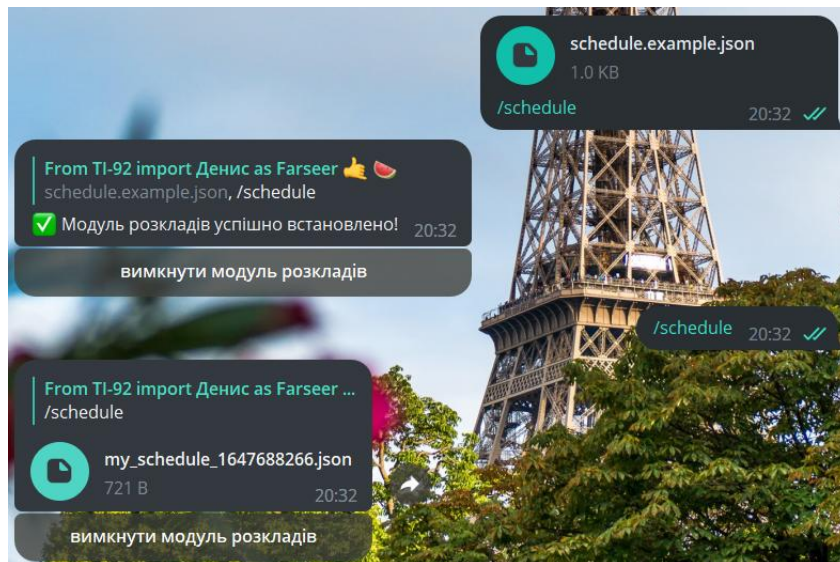 schedule.example.json
1.0 KB
/schedule 20:32
From TI-92 import Денис as Farseer 🤙 🍉
schedule.example.json, /schedule
✅ Модуль розкладів успішно встановлено! 20:32
вимкнути модуль розкладів
/schedule 20:32
From TI-92 import Денис as Farseer ...
/schedule
my_schedule_1647688266.json
721 B 20:32
вимкнути модуль розкладів